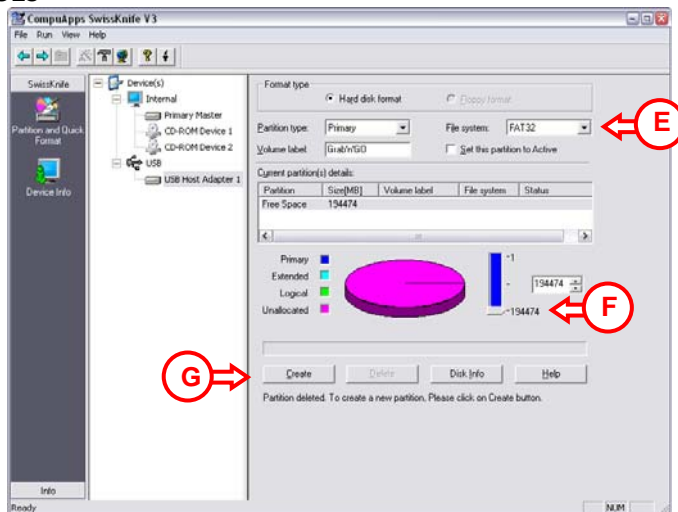 CompuApps SwissKnife V3
File Run View Help
SwissKnife
Partition and Quick
Format
Device Info
Info
Device(s)
Internal
Primary Master
CD-ROM Device 1
CD-ROM Device 2
USB
USB Host Adapter 1
Format type
Hard disk format
Floppy format
Partition type: Primary
File system: FAT32
E
Volume label: Grab'n'GO
Set this partition to Active
Current partition(s) details:
Partition Size[MB] Volume label File system Status
Free Space 194474
Primary
Extended
Logical
Unallocated
-1
-
-194474
194474
F
G
Create Delete Disk Info Help
Partition deleted. To create a new partition, Please click on Create button.
Ready
NUM